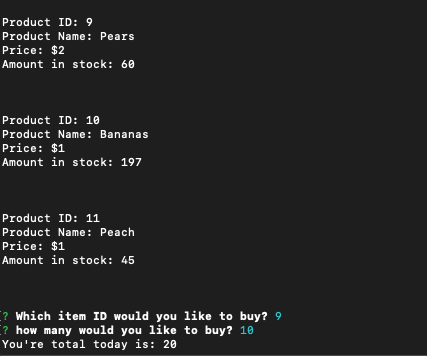 Product ID: 9
Product Name: Pears
Price: $2
Amount in stock: 60
Product ID: 10
Product Name: Bananas
Price: $1
Amount in stock: 197
Product ID: 11
Product Name: Peach
Price: $1
Amount in stock: 45
[? Which item ID would you like to buy? 9
[? how many would you like to buy? 10
You're total today is: 20